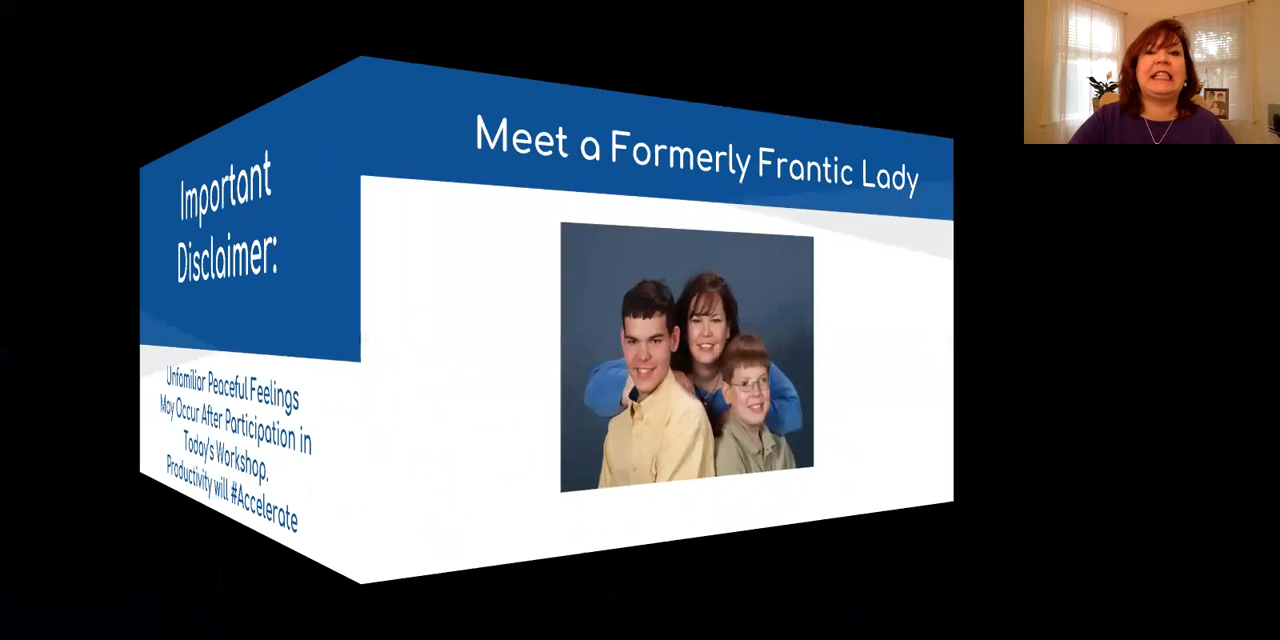 Important
Disclaimer:
Unfamiliar Peaceful Feelings
May Occur After Participation in
Today's Workshop.
Productivity will #Accelerate
Meet a Formerly Frantic Lady